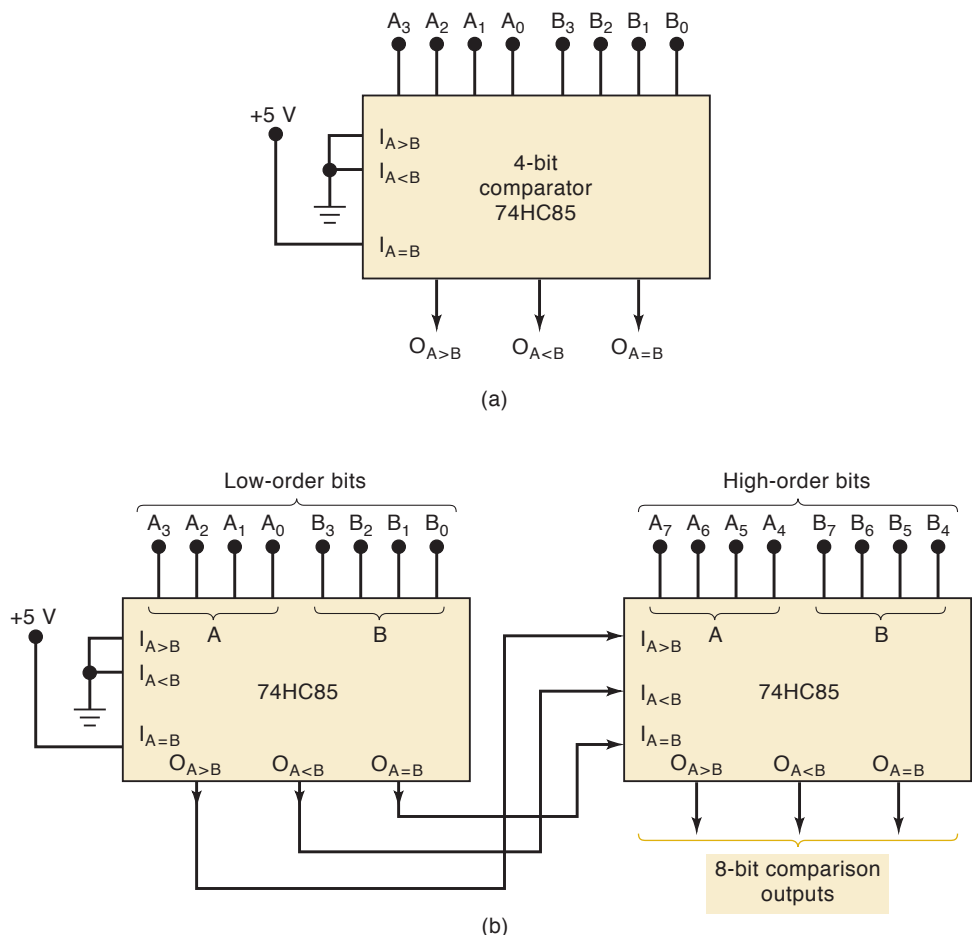 A3 A2 A1 A0 B3 B2 B1 B0
+5 V
IA>B
IA<B
IA=B
4-bit
comparator
74HC85
OA>B OA<B OA=B
(a)
Low-order bits
A3 A2 A1 A0 B3 B2 B1 B0
A B
+5 V
IA>B
IA<B
IA=B
74HC85
OA>B OA<B OA=B
High-order bits
A7 A6 A5 A4 B7 B6 B5 B4
A B
IA>B
IA<B
IA=B
74HC85
OA>B OA<B OA=B
8-bit comparison
outputs
(b)